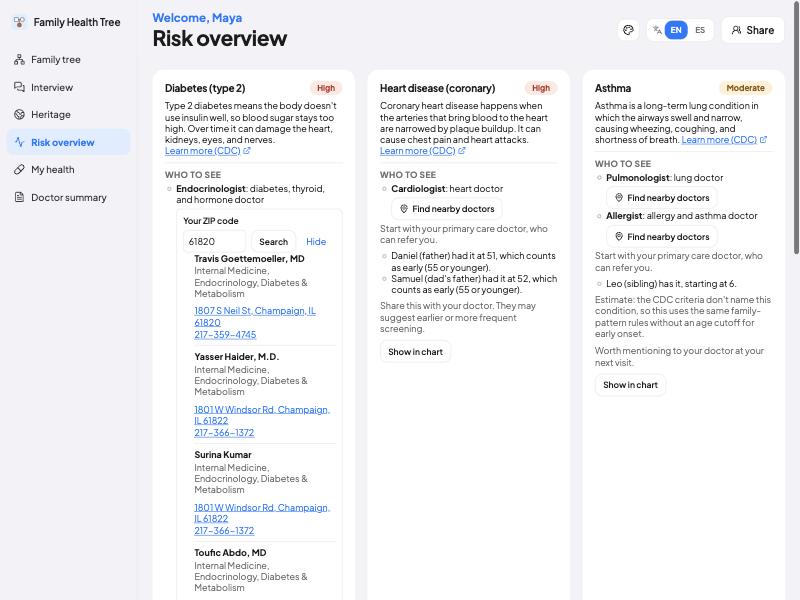 Family Health Tree
Family tree
Interview
Heritage
Risk overview
My health
Doctor summary
Welcome, Maya
Risk overview
EN
ES
Share
Diabetes (type 2)
High
Type 2 diabetes means the body doesn't
use insulin well, so blood sugar stays too
high. Over time it can damage the heart,
kidneys, eyes, and nerves.
Learn more (CDC)
WHO TO SEE
Endocrinologist: diabetes, thyroid,
and hormone doctor
Your ZIP code
61820
Search
Hide
Travis Goettemoeller, MD
Internal Medicine,
Endocrinology, Diabetes &
Metabolism
1807 S Neil St, Champaign, IL
61820
217-359-4745
Yasser Haider, M.D.
Internal Medicine,
Endocrinology, Diabetes &
Metabolism
1801 W Windsor Rd, Champaign,
IL 61822
217-366-1372
Surina Kumar
Internal Medicine,
Endocrinology, Diabetes &
Metabolism
1801 W Windsor Rd, Champaign,
IL 61822
217-366-1372
Toufic Abdo, MD
Internal Medicine,
Endocrinology, Diabetes &
Metabolism
Heart disease (coronary)
High
Coronary heart disease happens when
the arteries that bring blood to the heart
are narrowed by plaque buildup. It can
cause chest pain and heart attacks.
Learn more (CDC)
WHO TO SEE
Cardiologist: heart doctor
Find nearby doctors
Start with your primary care doctor, who
can refer you.
Daniel (father) had it at 51, which counts
as early (55 or younger).
Samuel (dad's father) had it at 52, which
counts as early (55 or younger).
Share this with your doctor. They may
suggest earlier or more frequent
screening.
Show in chart
Asthma
Moderate
Asthma is a long-term lung condition in
which the airways swell and narrow,
causing wheezing, coughing, and
shortness of breath. Learn more (CDC)
WHO TO SEE
Pulmonologist: lung doctor
Find nearby doctors
Allergist: allergy and asthma doctor
Find nearby doctors
Start with your primary care doctor, who
can refer you.
Leo (sibling) has it, starting at 6.
Estimate: the CDC criteria don't name this
condition, so this uses the same family-
pattern rules without an age cutoff for
early onset.
Worth mentioning to your doctor at your
next visit.
Show in chart